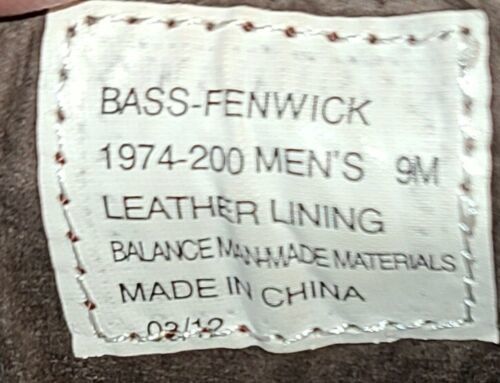 BASS-FENWICK
1974-200 MEN'S 9M
LEATHER LINING
BALANCE MAN-MADE MATERIALS
MADE IN CHINA
03/12